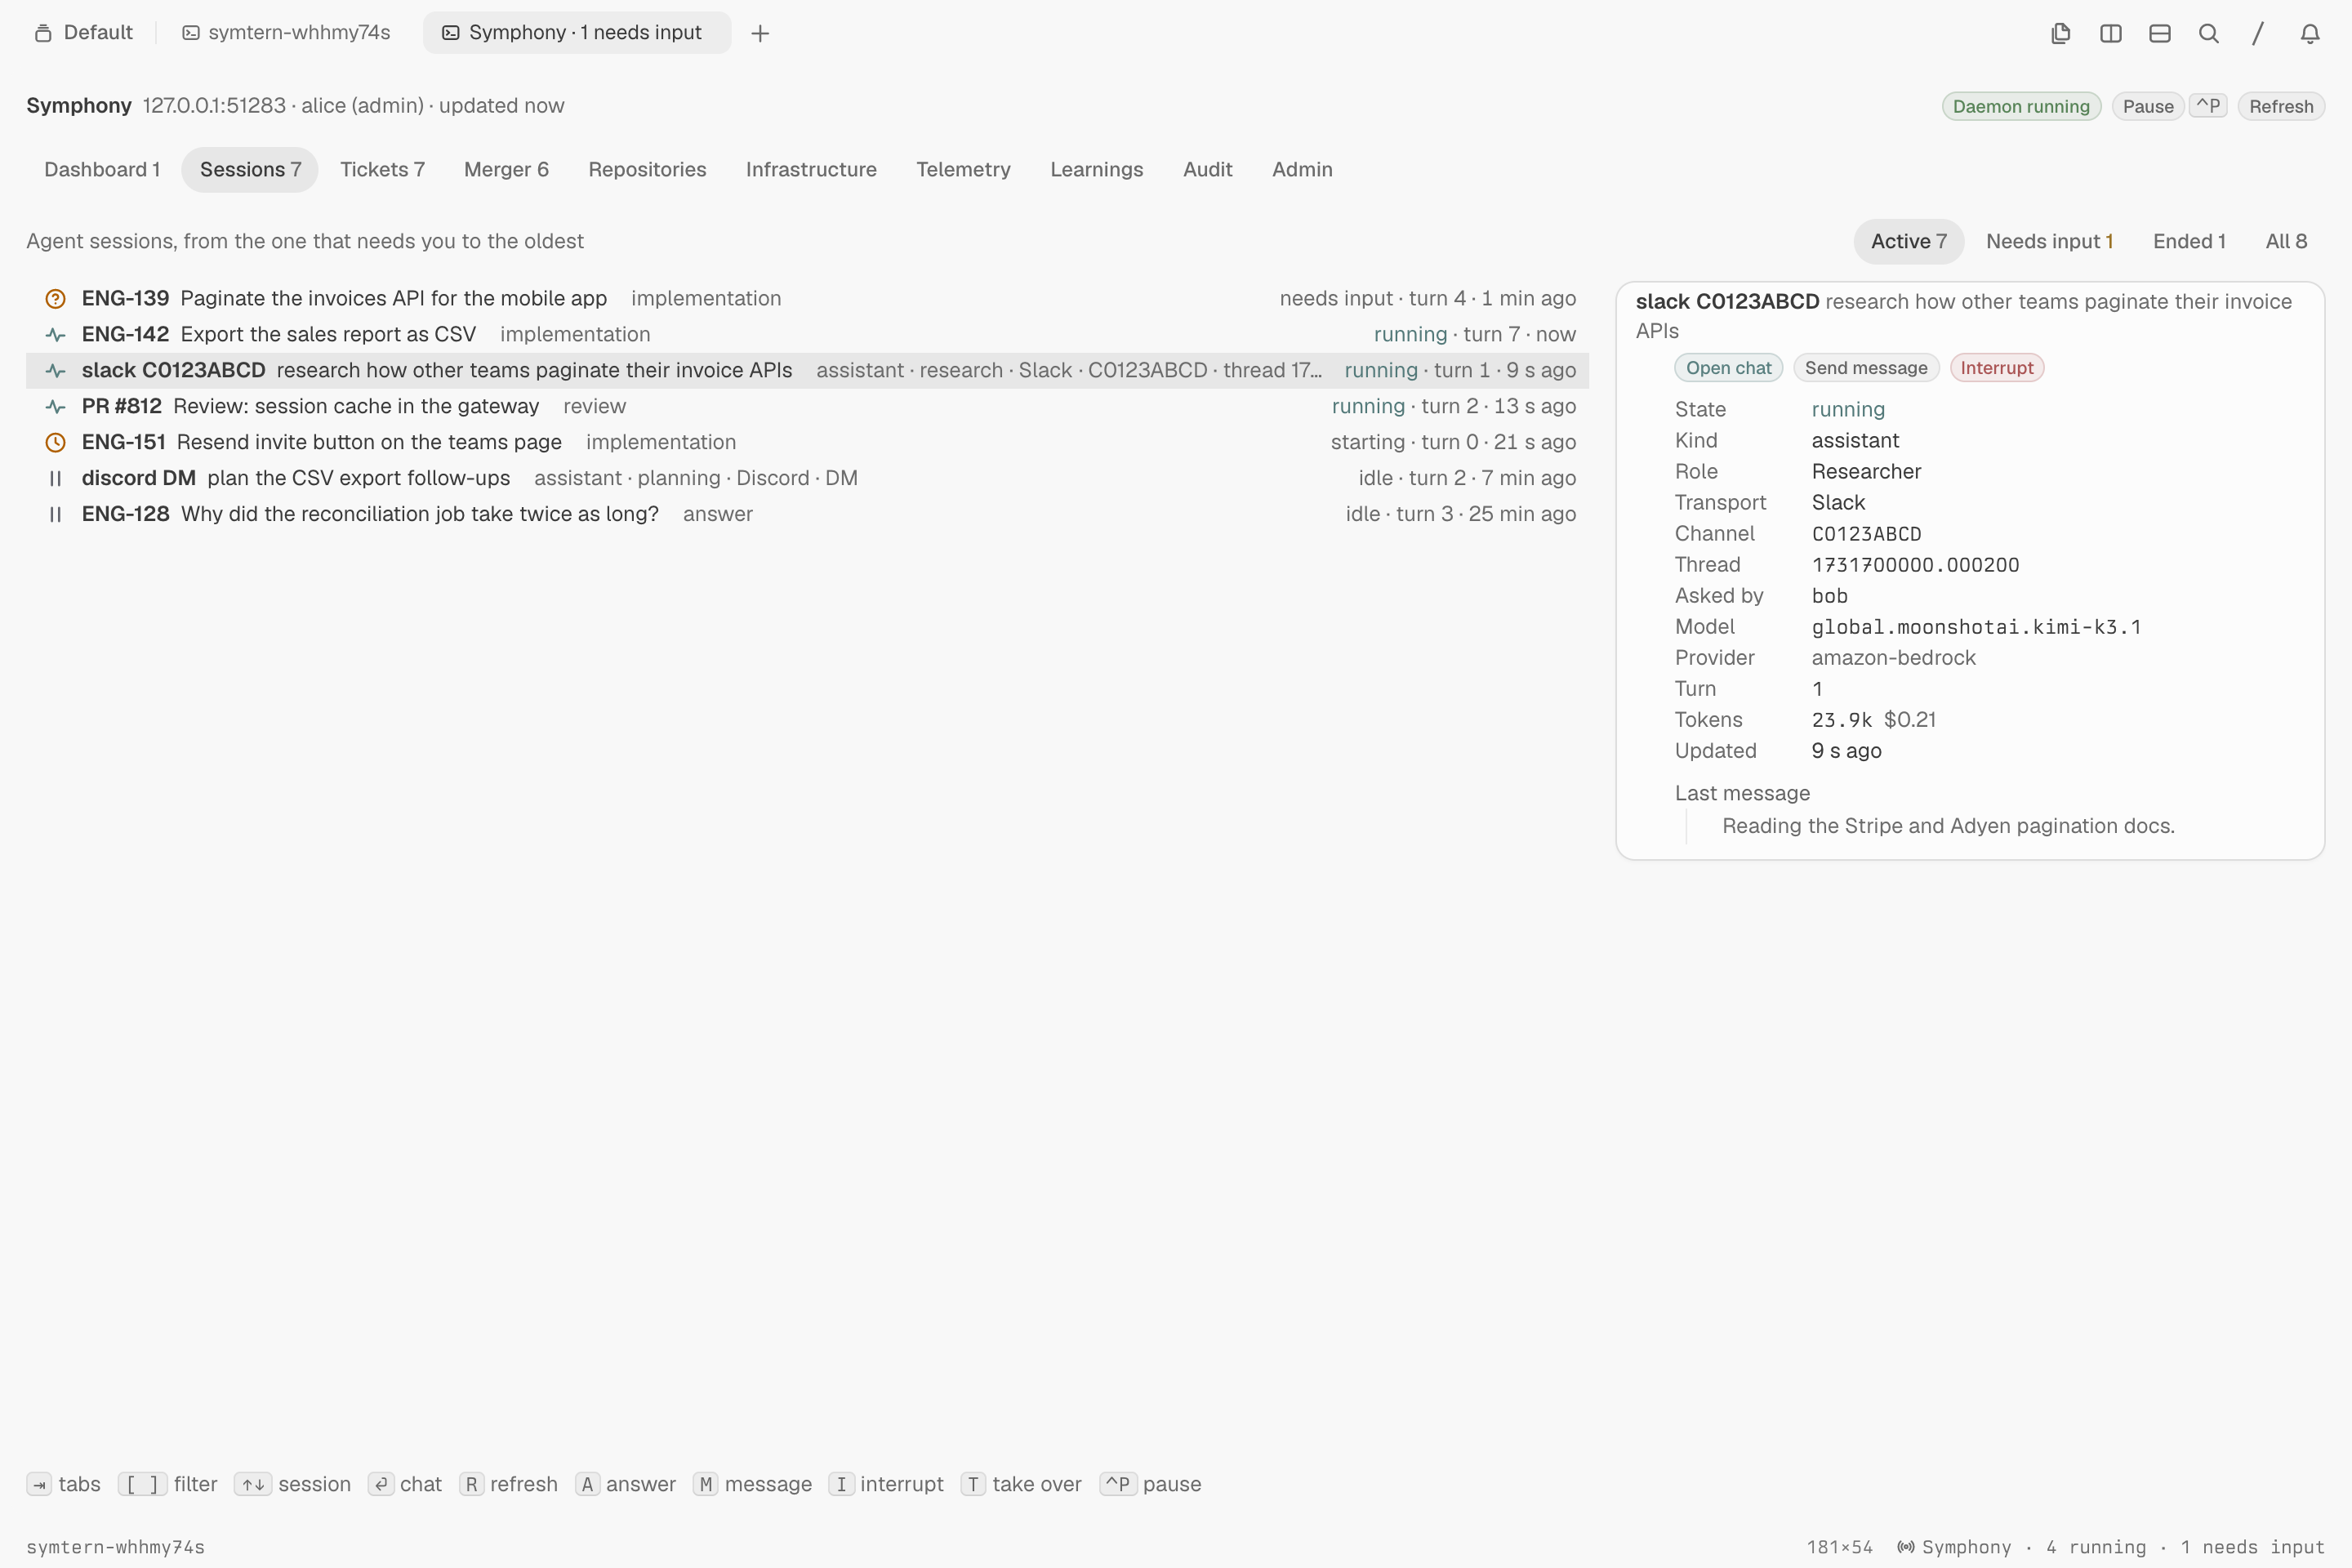 Default symtern-whhmy74s Symphony · 1 needs input
Symphony 127.0.0.1:51283 · alice (admin) · updated now Daemon running Pause ^P Refresh
Dashboard 1 Sessions 7 Tickets 7 Merger 6 Repositories Infrastructure Telemetry Learnings Audit Admin
Agent sessions, from the one that needs you to the oldest Active 7 Needs input 1 Ended 1 All 8
ENG-139 Paginate the invoices API for the mobile app implementation needs input · turn 4 · 1 min ago
ENG-142 Export the sales report as CSV implementation running · turn 7 · now
slack C0123ABCD research how other teams paginate their invoice APIs assistant · research · Slack · C0123ABCD · thread 17… running · turn 1 · 9 s ago
PR #812 Review: session cache in the gateway review running · turn 2 · 13 s ago
ENG-151 Resend invite button on the teams page implementation starting · turn 0 · 21 s ago
discord DM plan the CSV export follow-ups assistant · planning · Discord · DM idle · turn 2 · 7 min ago
ENG-128 Why did the reconciliation job take twice as long? answer idle · turn 3 · 25 min ago
slack C0123ABCD research how other teams paginate their invoice
APIs
Open chat Send message Interrupt
State running
Kind assistant
Role Researcher
Transport Slack
Channel C0123ABCD
Thread 1731700000.000200
Asked by bob
Model global.moonshotai.kimi-k3.1
Provider amazon-bedrock
Turn 1
Tokens 23.9k $0.21
Updated 9 s ago
Last message
Reading the Stripe and Adyen pagination docs.
⇥ tabs [ ] filter ↑↓ session ⏎ chat R refresh A answer M message I interrupt T take over ^P pause
symtern-whhmy74s 181×54 Symphony · 4 running · 1 needs input